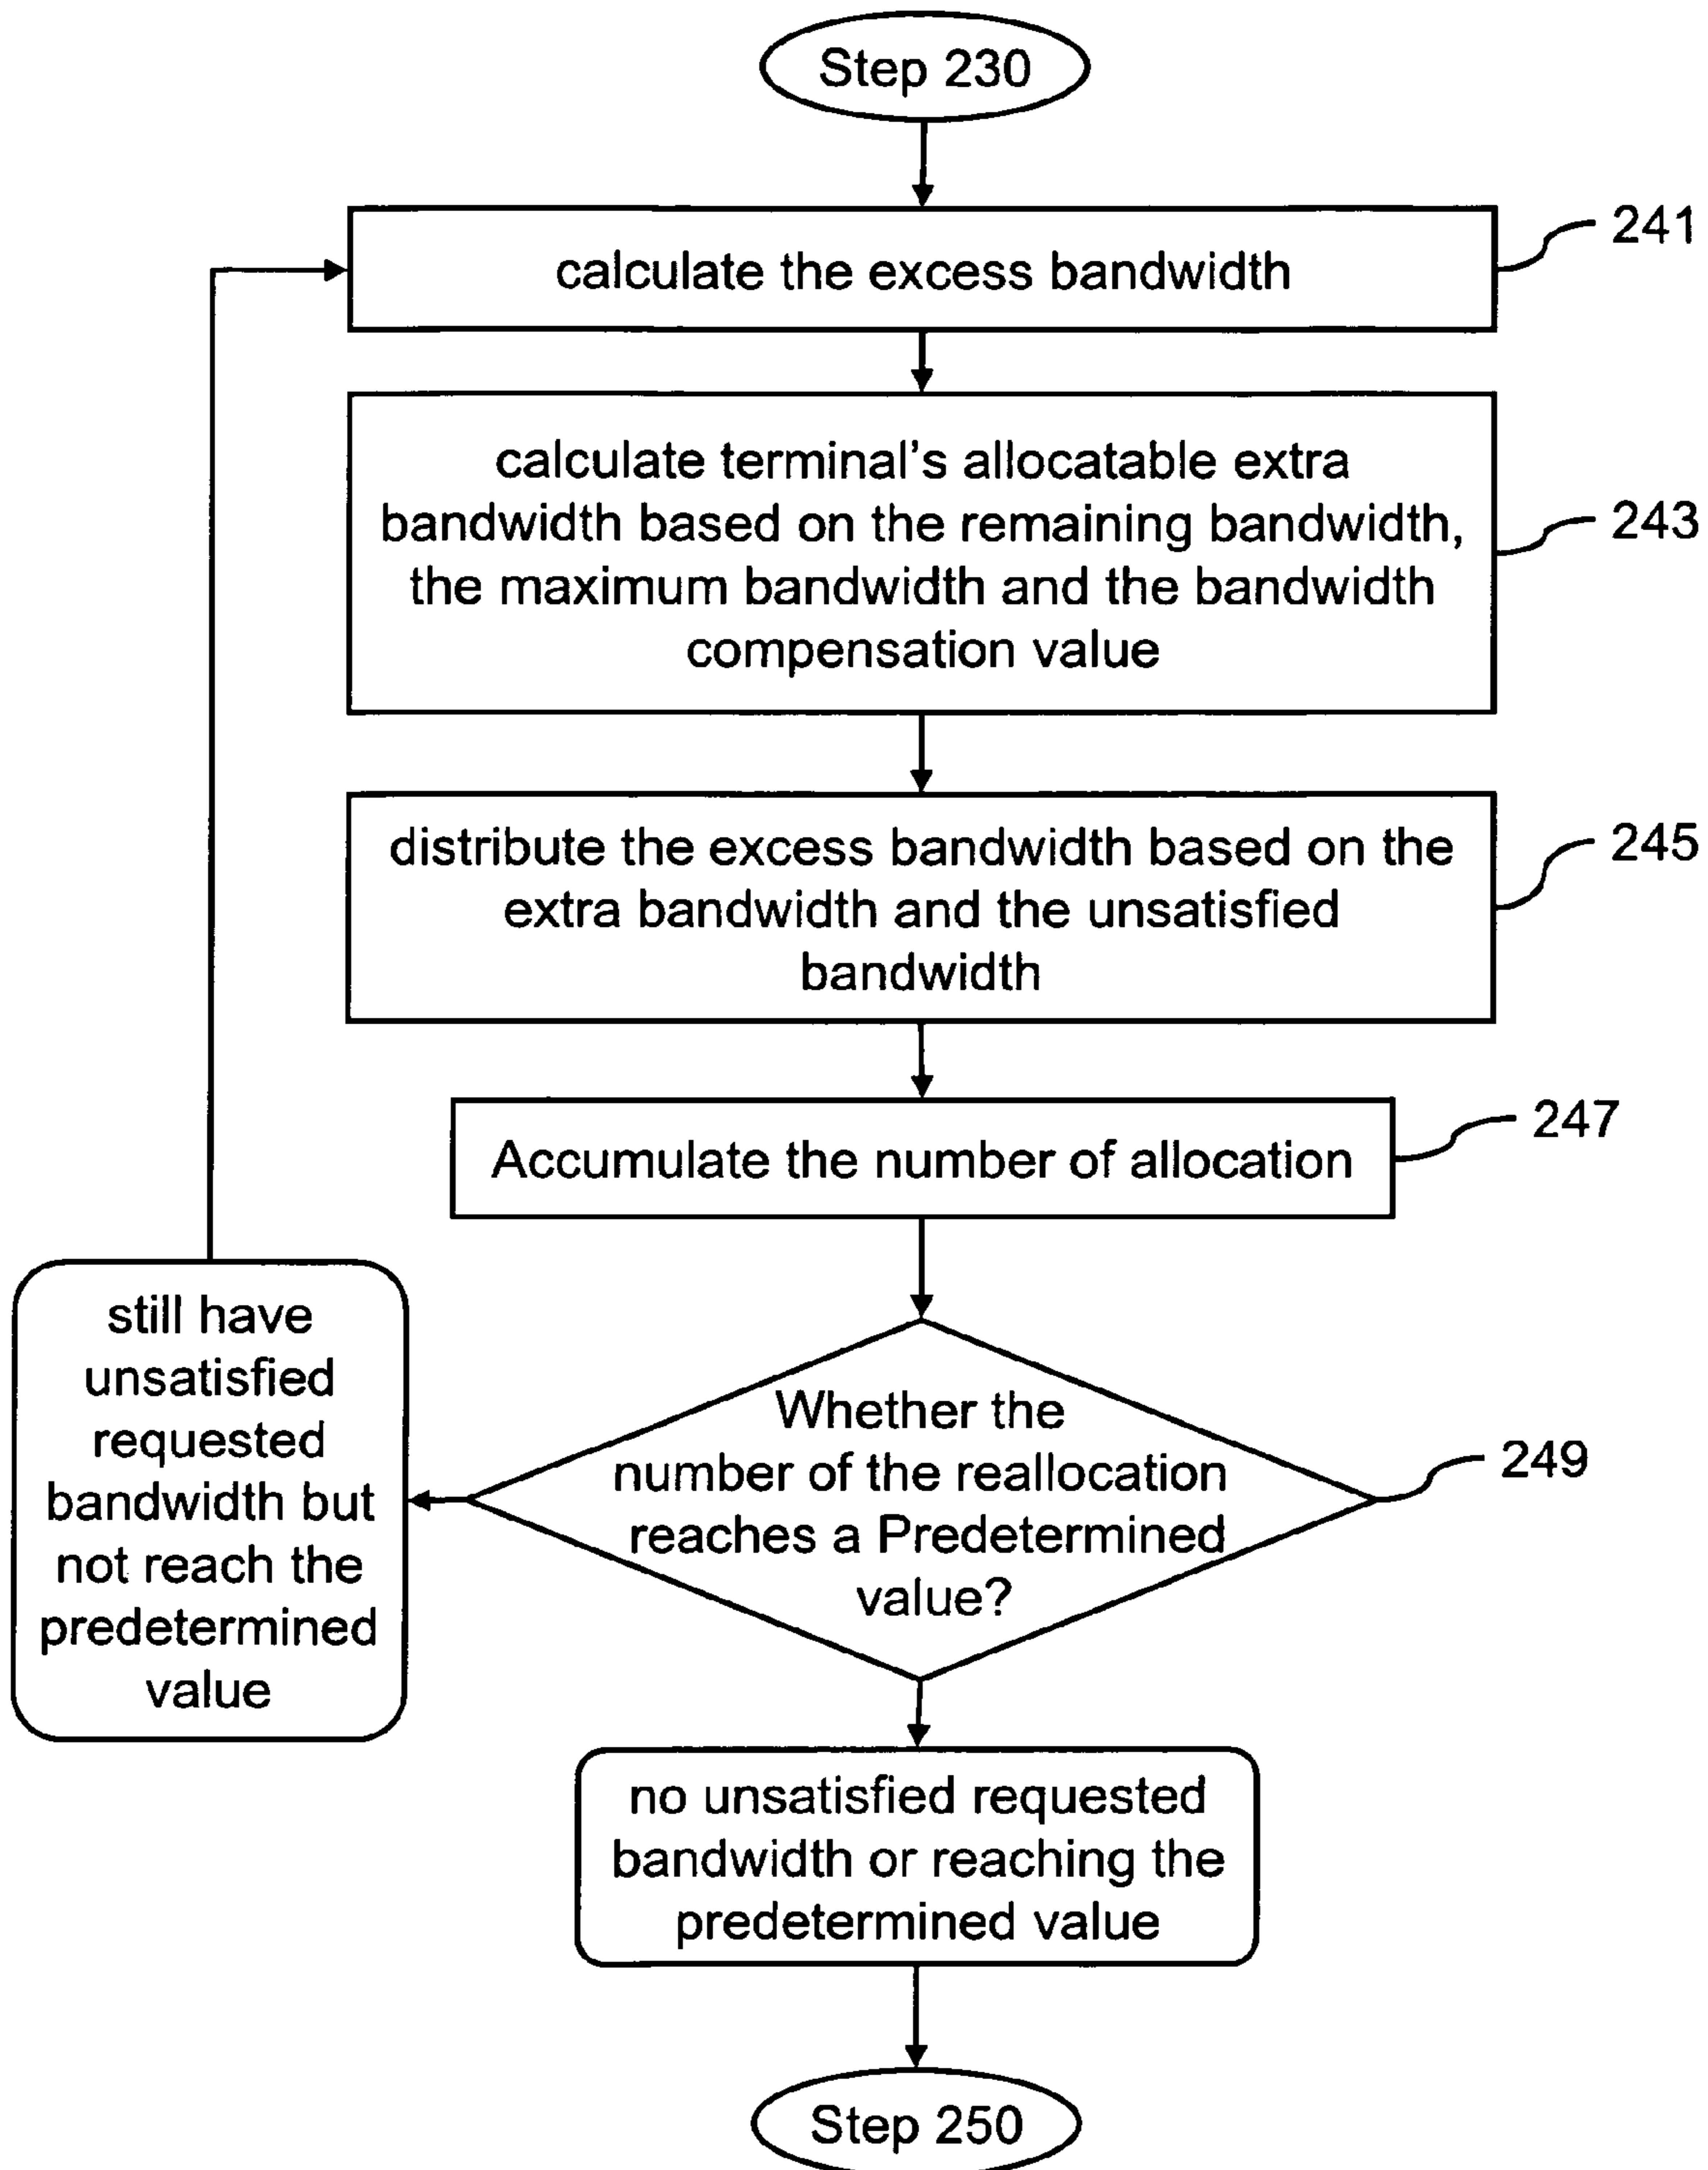 Step 230
calculate the excess bandwidth
241
calculate terminal's allocatable extra
bandwidth based on the remaining bandwidth,
the maximum bandwidth and the bandwidth
compensation value
243
distribute the excess bandwidth based on the
extra bandwidth and the unsatisfied
bandwidth
245
Accumulate the number of allocation
247
Whether the
number of the reallocation
reaches a Predetermined
value?
249
still have
unsatisfied
requested
bandwidth but
not reach the
predetermined
value
no unsatisfied requested
bandwidth or reaching the
predetermined value
Step 250